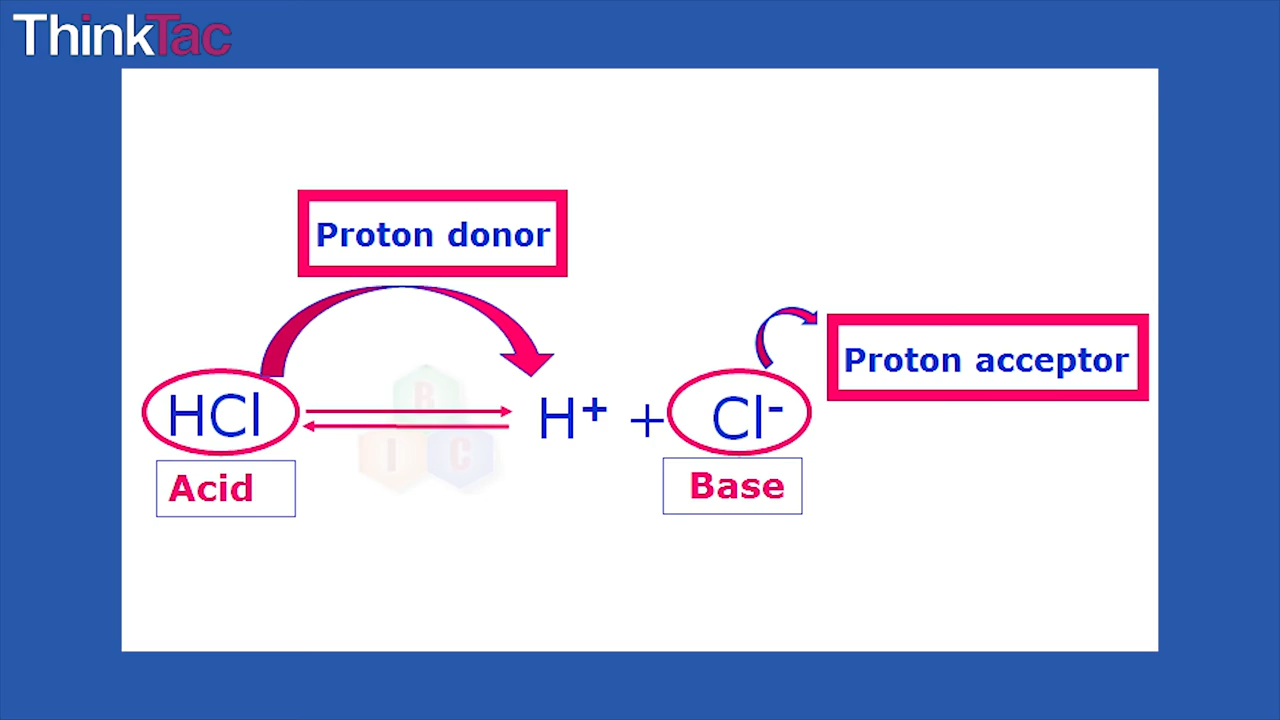 ThinkTac
Proton donor
Proton acceptor
HCl H⁺ + Cl⁻
Acid Base
B
I C